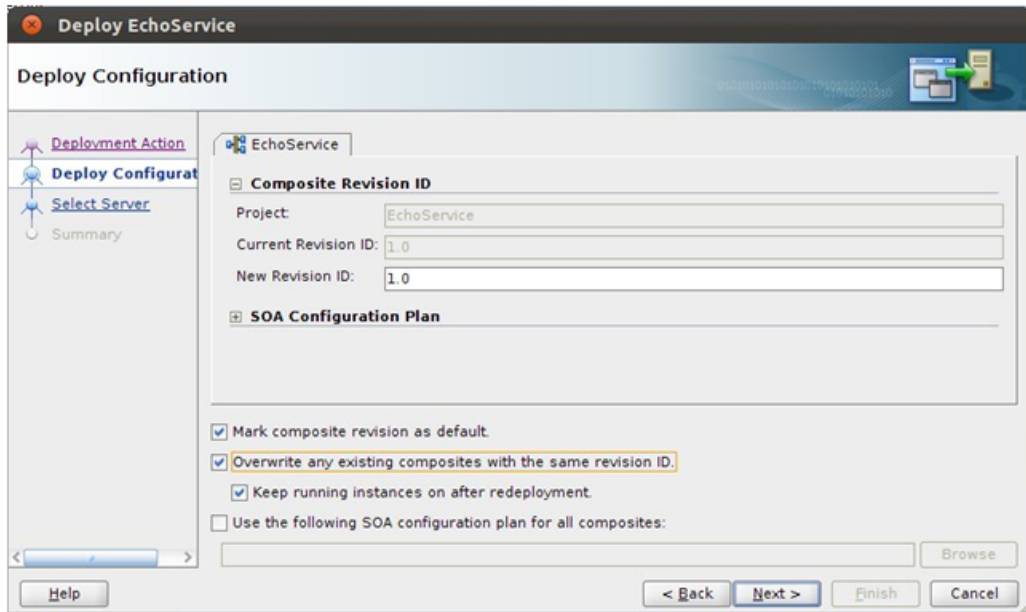 Deploy EchoService
Deploy Configuration
Deployment Action
Deploy Configurat
Select Server
Summary
EchoService
Composite Revision ID
Project:
EchoService
Current Revision ID:
1.0
New Revision ID:
1.0
SOA Configuration Plan
Mark composite revision as default.
Overwrite any existing composites with the same revision ID.
Keep running instances on after redeployment.
Use the following SOA configuration plan for all composites:
Browse
Help
< Back
Next >
Finish
Cancel